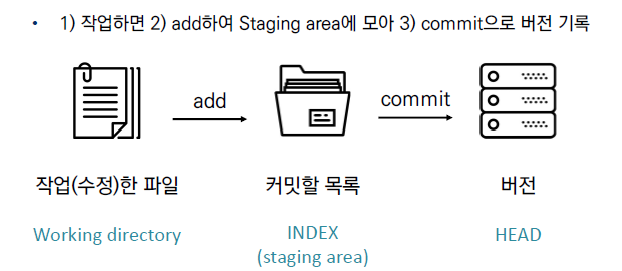 • 1) 작업하면 2) add하여 Staging area에 모아 3) commit으로 버전 기록
add
commit
작업(수정)한 파일
커밋할 목록
버전
Working directory
INDEX
(staging area)
HEAD